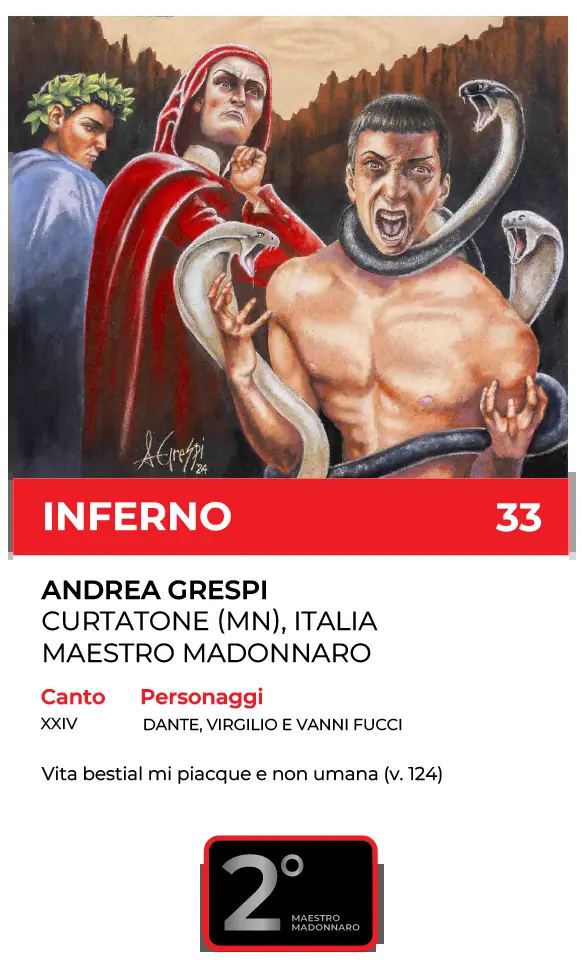 A Grespi
24
INFERNO 33
ANDREA GRESPI
CURTATONE (MN), ITALIA
MAESTRO MADONNARO
Canto Personaggi
XXIV DANTE, VIRGILIO E VANNI FUCCI
Vita bestial mi piacque e non umana (v. 124)
2°
MAESTRO
MADONNARO